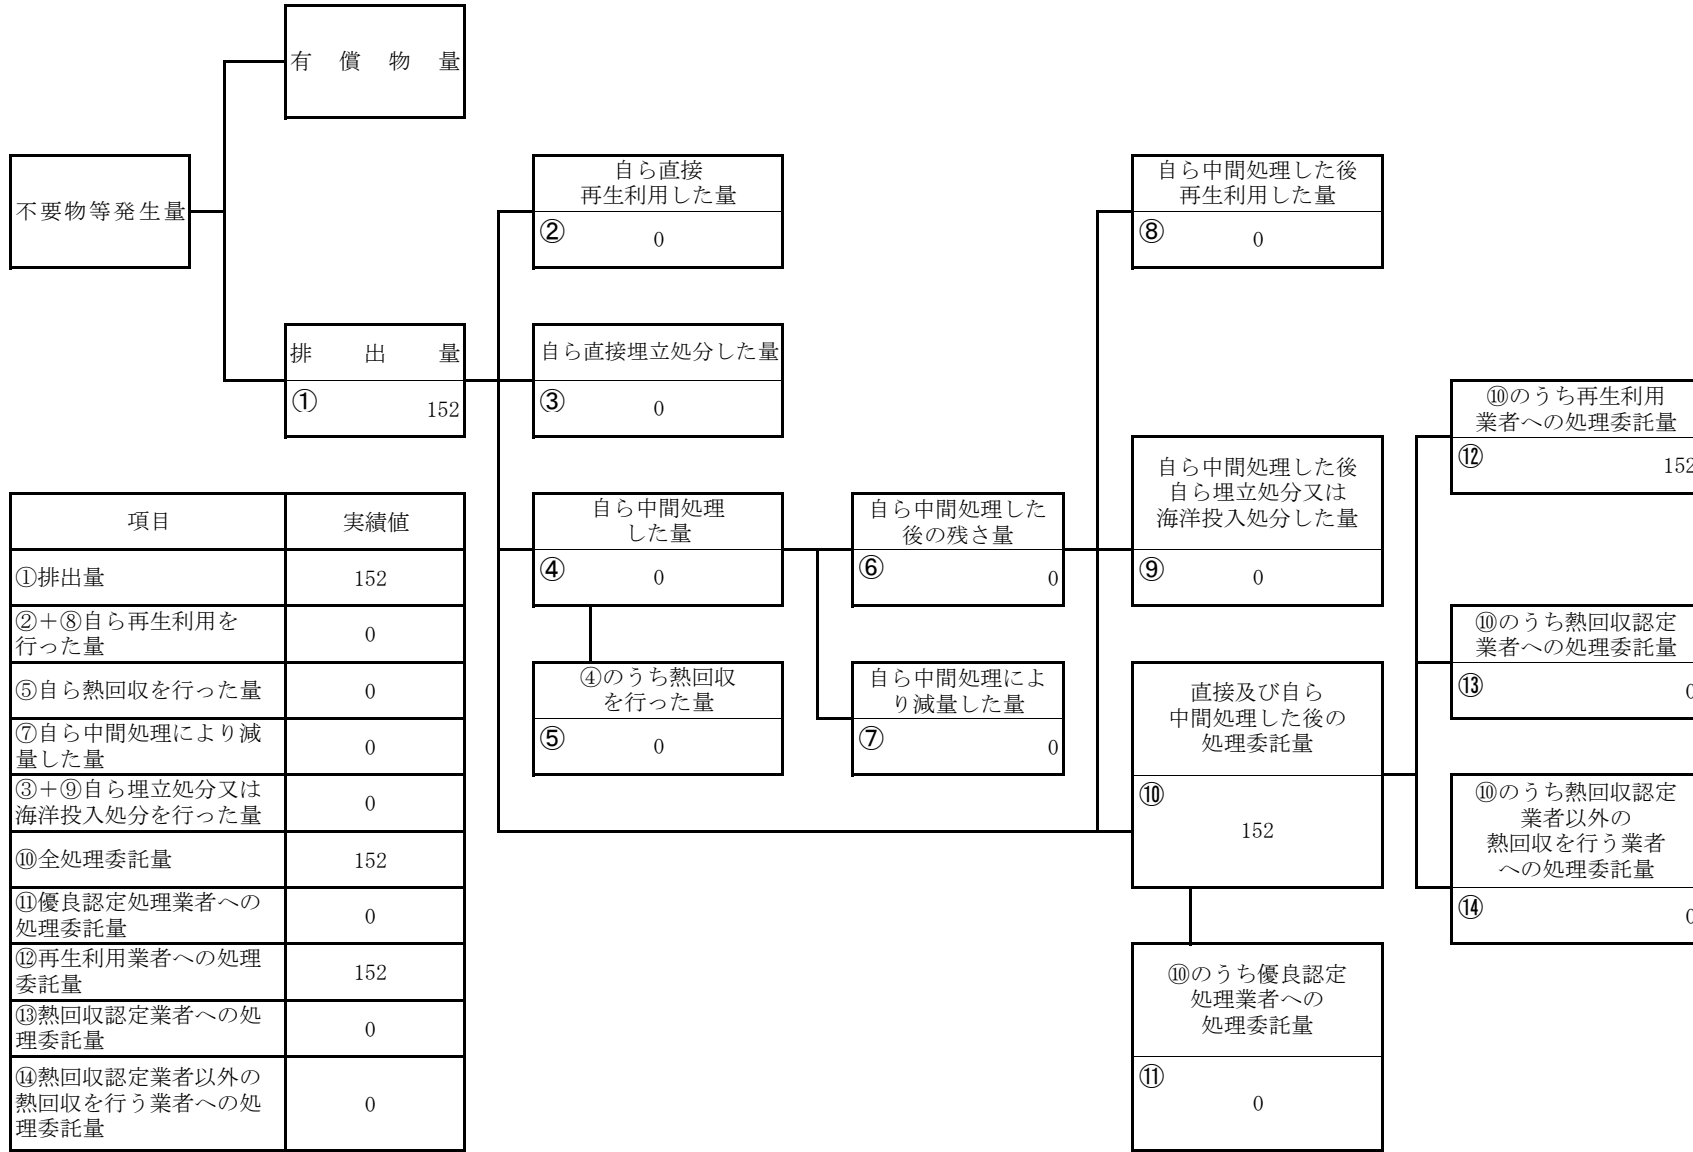 有償物量
不要物等発生量
排出量
①
152
自ら直接
再生利用した量
②
0
自ら直接埋立処分した量
③
0
自ら中間処理
した量
④
0
④のうち熱回収
を行った量
⑤
0
自ら中間処理した
後の残さ量
⑥
0
自ら中間処理によ
り減量した量
⑦
0
自ら中間処理した後
再生利用した量
⑧
0
自ら中間処理した後
自ら埋立処分又は
海洋投入処分した量
⑨
0
直接及び自ら
中間処理した後の
処理委託量
⑩
152
⑩のうち優良認定
処理業者への
処理委託量
⑪
0
⑩のうち再生利用
業者への処理委託量
⑫
152
⑩のうち熱回収認定
業者への処理委託量
⑬
0
⑩のうち熱回収認定
業者以外の
熱回収を行う業者
への処理委託量
⑭
0
項目 実績値
①排出量 152
②+⑧自ら再生利用を
行った量 0
⑤自ら熱回収を行った量 0
⑦自ら中間処理により減
量した量 0
③+⑨自ら埋立処分又は
海洋投入処分を行った量 0
⑩全処理委託量 152
⑪優良認定処理業者への
処理委託量 0
⑫再生利用業者への処理
委託量 152
⑬熱回収認定業者への処
理委託量 0
⑭熱回収認定業者以外の
熱回収を行う業者への処
理委託量 0